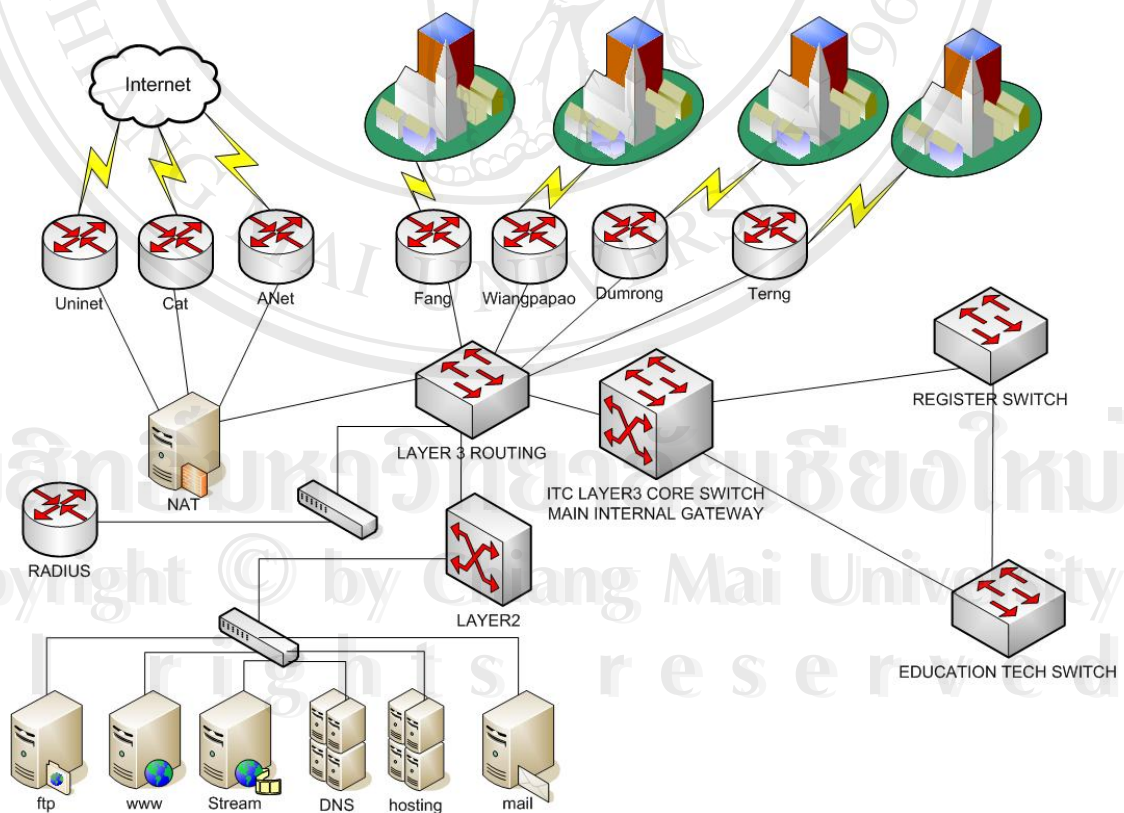 Internet
Uninet
Cat
ANet
Fang
Wiangpapao
Dumrong
Terng
REGISTER SWITCH
LAYER 3 ROUTING
ITC LAYER3 CORE SWITCH
MAIN INTERNAL GATEWAY
NAT
RADIUS
LAYER2
EDUCATION TECH SWITCH
ftp
www
Stream
DNS
hosting
mail
by Chiang Mai University
rights reserved